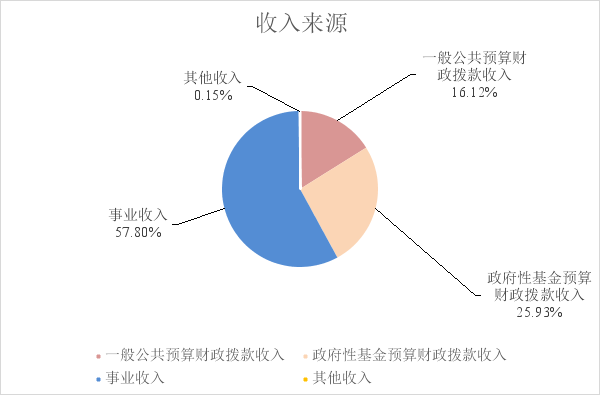 收入来源
一般公共预算财
政拨款收入
16.12%
其他收入
0.15%
事业收入
57.80%
政府性基金预算
财政拨款收入
25.93%
一般公共预算财政拨款收入
政府性基金预算财政拨款收入
事业收入
其他收入